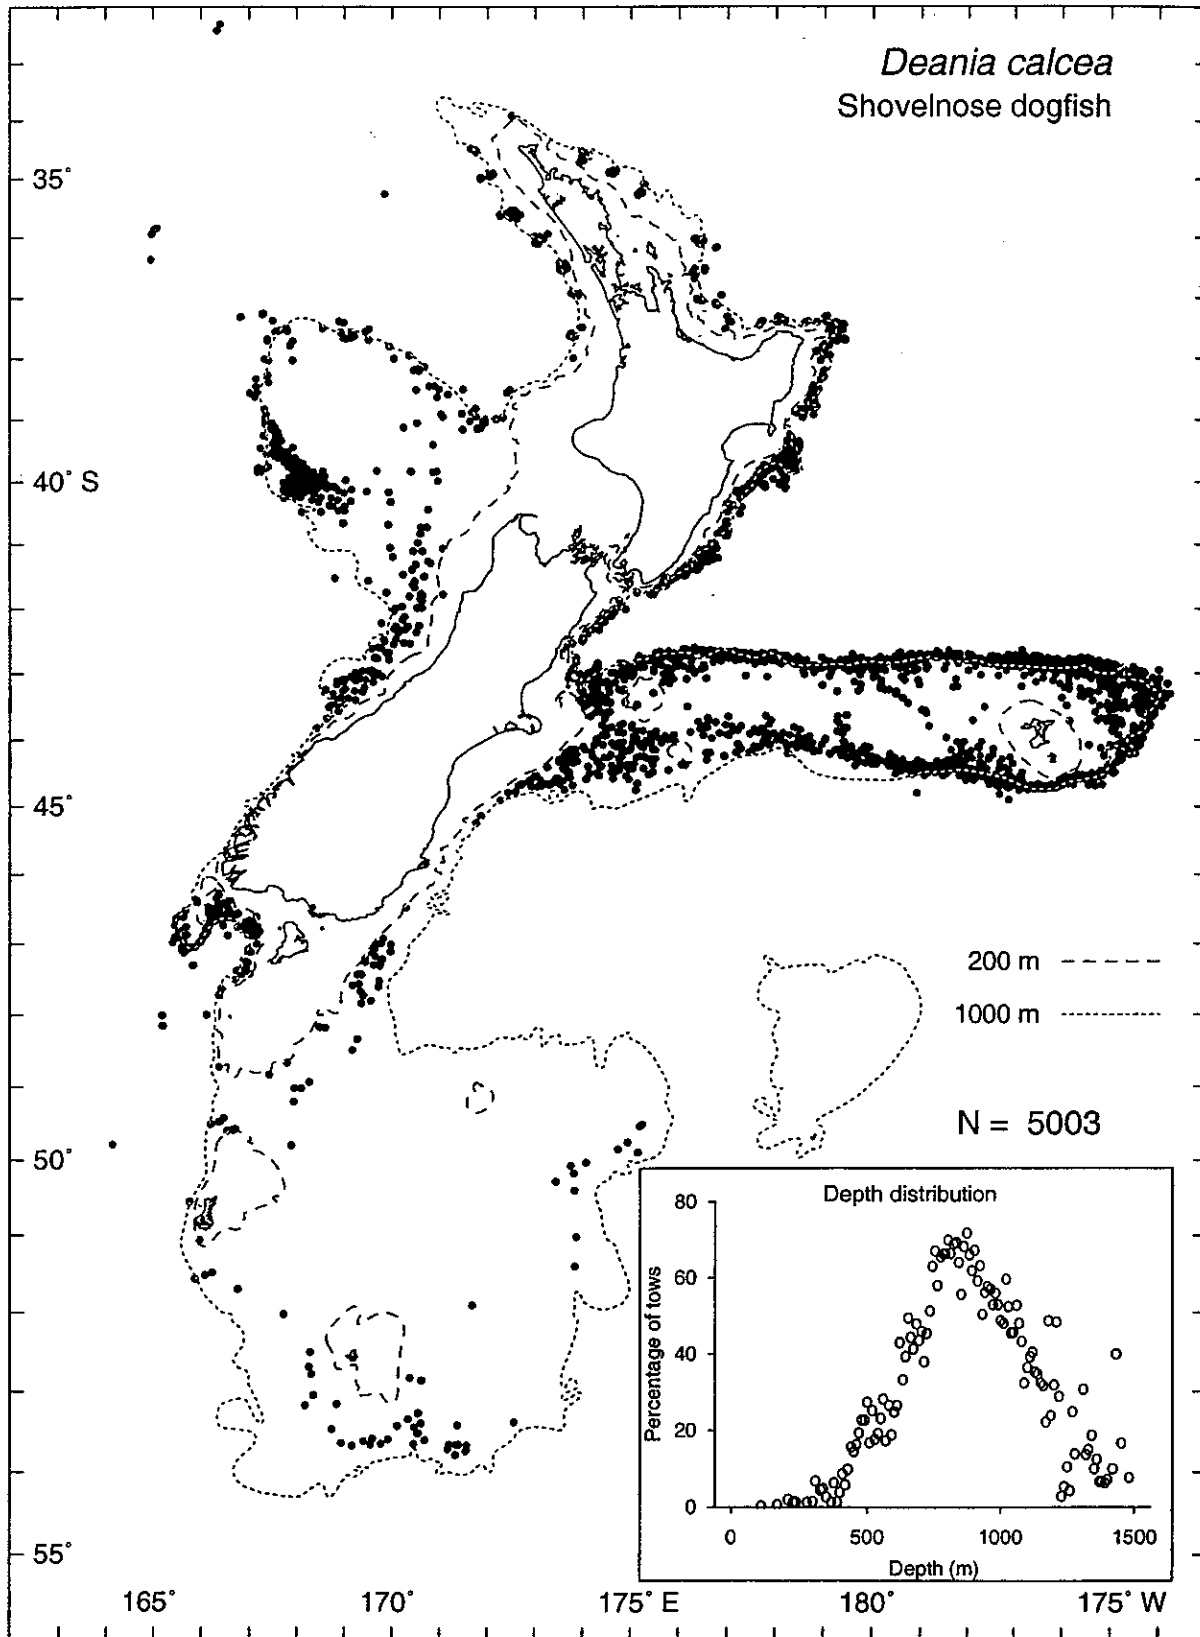 Deania calcea
Shovelnose dogfish
35°
40° S
45°
200 m
1000 m
N = 5003
50°
Depth distribution
80
60
40
20
0
Percentage of tows
0 500 1000 1500
Depth (m)
55°
165° 170° 175° E 180° 175° W